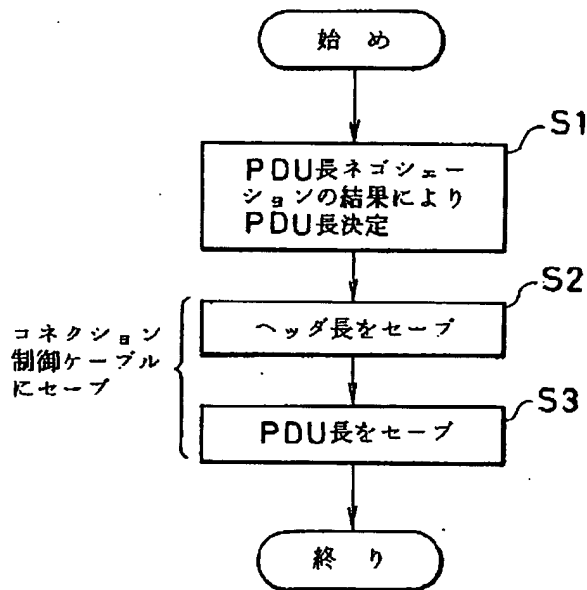 始め
S1
PDU長ネゴシェー
ションの結果により
PDU長決定
S2
ヘッダ長をセーブ
コネクション
制御ケーブル
にセーブ
S3
PDU長をセーブ
終り